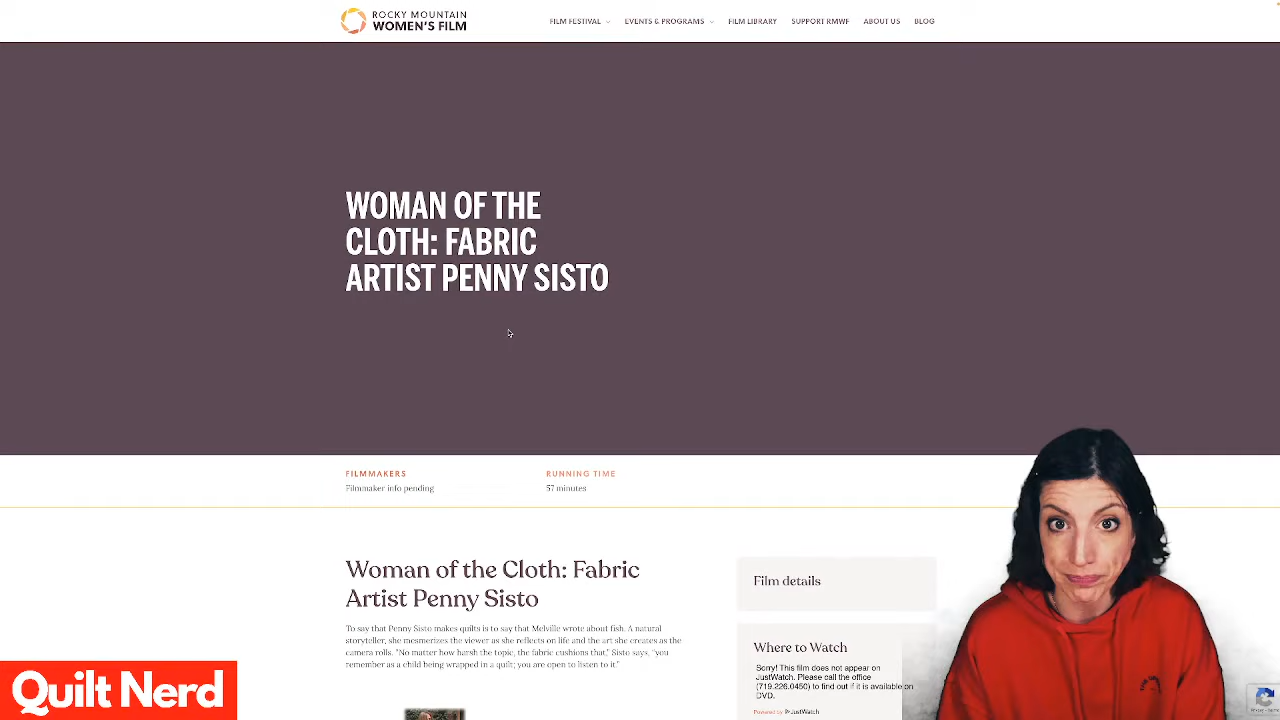 ROCKY MOUNTAIN
WOMEN'S FILM
FILM FESTIVAL
EVENTS & PROGRAMS
FILM LIBRARY
SUPPORT RMWF
ABOUT US
BLOG
WOMAN OF THE
CLOTH: FABRIC
ARTIST PENNY SISTO
FILMMAKERS
Filmmaker info pending
RUNNING TIME
57 minutes
Woman of the Cloth: Fabric
Artist Penny Sisto
To say that Penny Sisto makes quilts is to say that Melville wrote about fish. A natural
storyteller, she mesmerizes the viewer as she reflects on life and the art she creates as the
camera rolls. "No matter how harsh the topic, the fabric cushions that," Sisto says, "you
remember as a child being wrapped in a quilt; you are open to listen to it."
Film details
Where to Watch
Sorry! This film does not appear on
JustWatch. Please call the office
(719.226.0450) to find out if it is available on
DVD.
Powered by JustWatch
Quilt Nerd